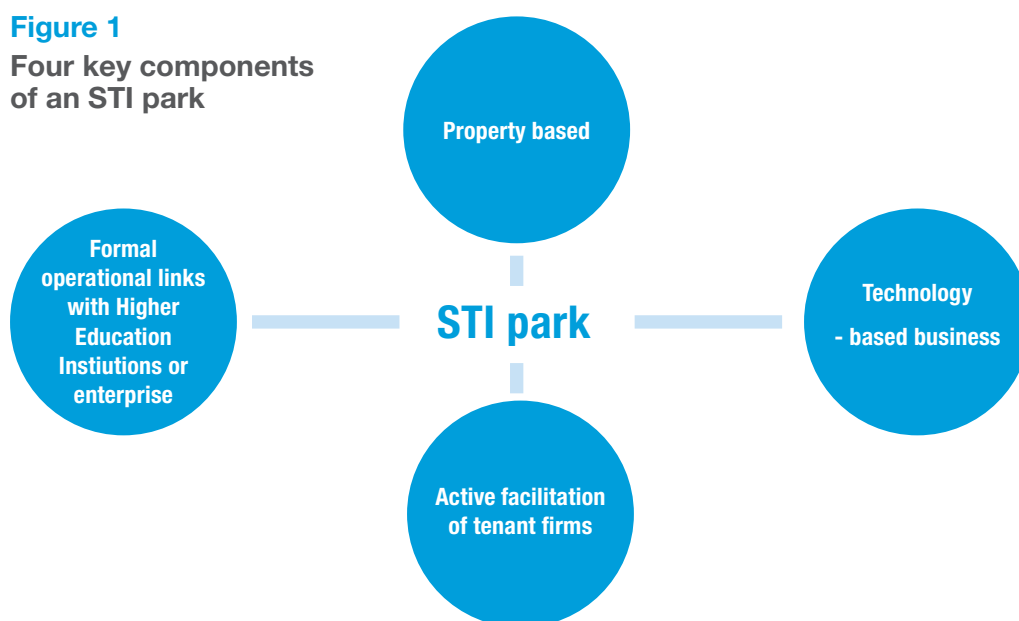 Figure 1
Four key components
of an STI park
Property based
Formal
operational links
with Higher
Education
Instiutions or
enterprise
STI park
Technology
- based business
Active facilitation
of tenant firms